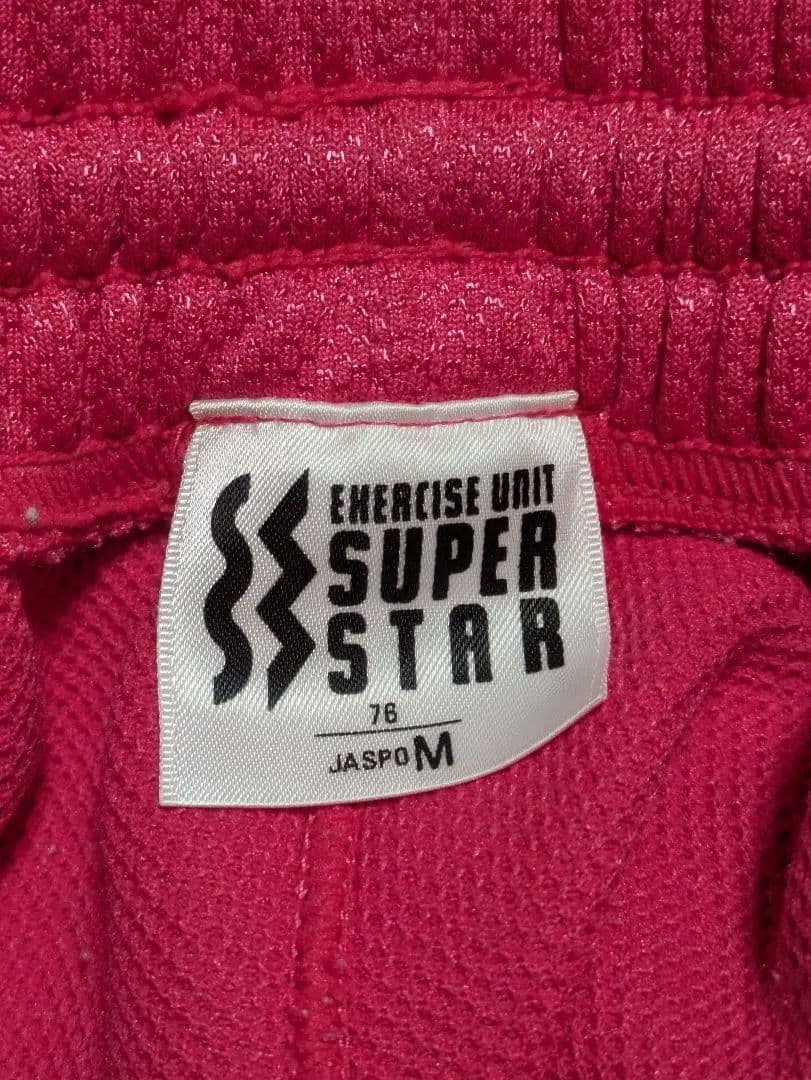 EXERCISE UNIT
SUPER
STAR
76
JASPO M